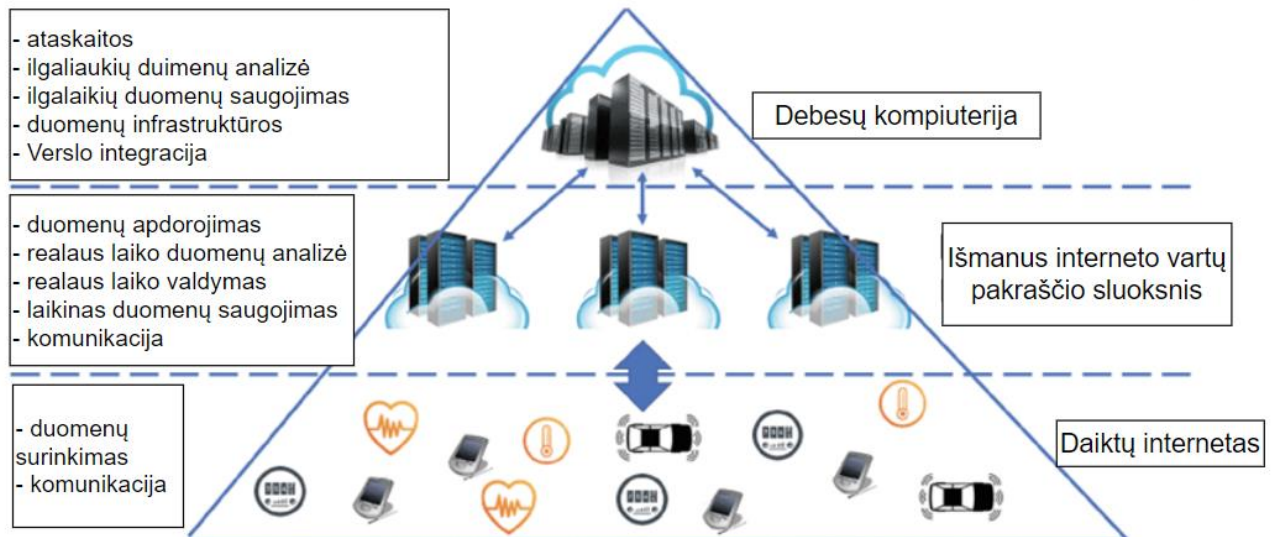 - ataskaitos
- ilgaliaukių duimenų analizė
- ilgalaikių duomenų saugojimas
- duomenų infrastruktūros
- Verslo integracija
Debesų kompiuterija
- duomenų apdorojimas
- realaus laiko duomenų analizė
- realaus laiko valdymas
- laikinas duomenų saugojimas
- komunikacija
Išmanus interneto vartų
pakraščio sluoksnis
- duomenų
surinkimas
- komunikacija
Daiktų internetas